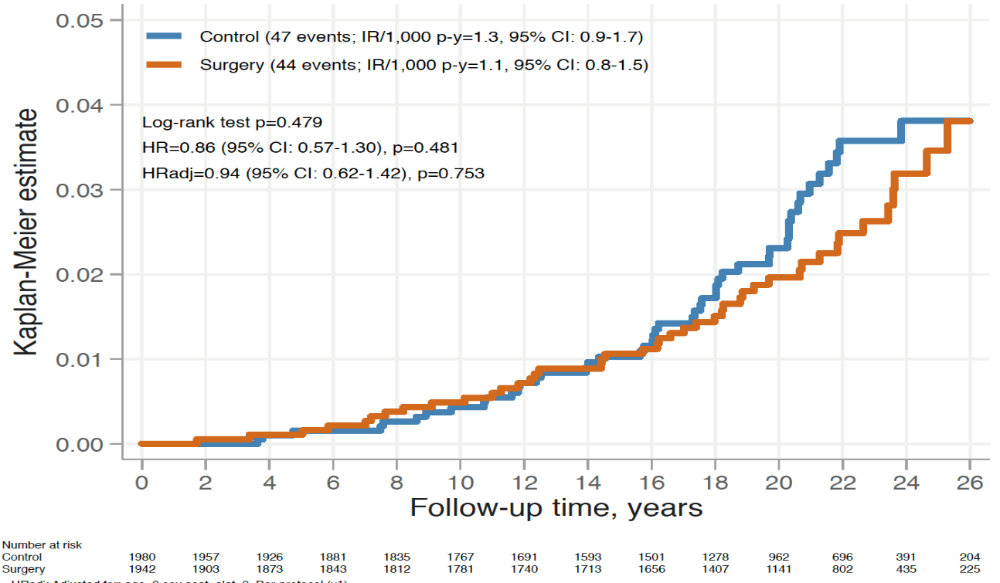 0.05
Control (47 events; IR/1,000 p-y=1.3, 95% CI: 0.9-1.7)
Surgery (44 events; IR/1,000 p-y=1.1, 95% CI: 0.8-1.5)
0.04
Log-rank test p=0.479
HR=0.86 (95% CI: 0.57-1.30), p=0.481
HRadj=0.94 (95% CI: 0.62-1.42), p=0.753
Kaplan-Meier estimate
0.03
0.02
0.01
0.00
0 2 4 6 8 10 12 14 16 18 20 22 24 26
Follow-up time, years
Number at risk
Control 1980 1957 1926 1881 1835 1767 1691 1593 1501 1278 962 696 391 204
Surgery 1942 1903 1873 1843 1812 1781 1740 1713 1656 1407 1141 802 435 225